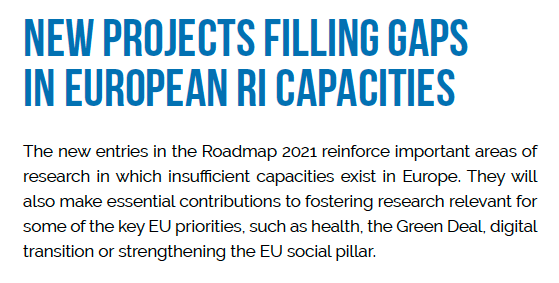 NEW PROJECTS FILLING GAPS
IN EUROPEAN RI CAPACITIES
The new entries in the Roadmap 2021 reinforce important areas of
research in which insufficient capacities exist in Europe. They will
also make essential contributions to fostering research relevant for
some of the key EU priorities, such as health, the Green Deal, digital
transition or strengthening the EU social pillar.